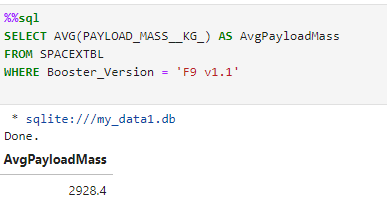 %%sql
SELECT AVG(PAYLOAD_MASS__KG_) AS AvgPayloadMass
FROM SPACEXTBL
WHERE Booster_Version = 'F9 v1.1'
* sqlite:///my_data1.db
Done.
AvgPayloadMass
2928.4